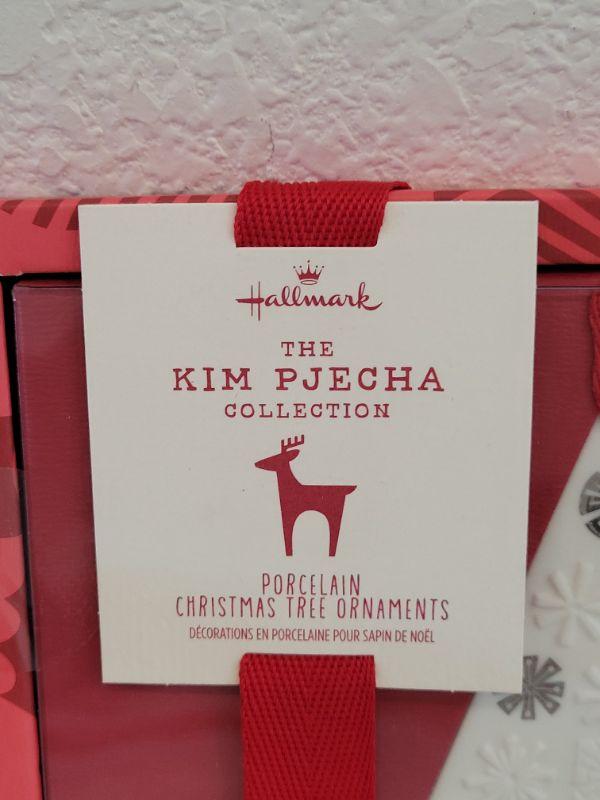 Hallmark
THE
KIM PJECHA
COLLECTION
PORCELAIN
CHRISTMAS TREE ORNAMENTS
DÉCORATIONS EN PORCELAINE POUR SAPIN DE NOËL